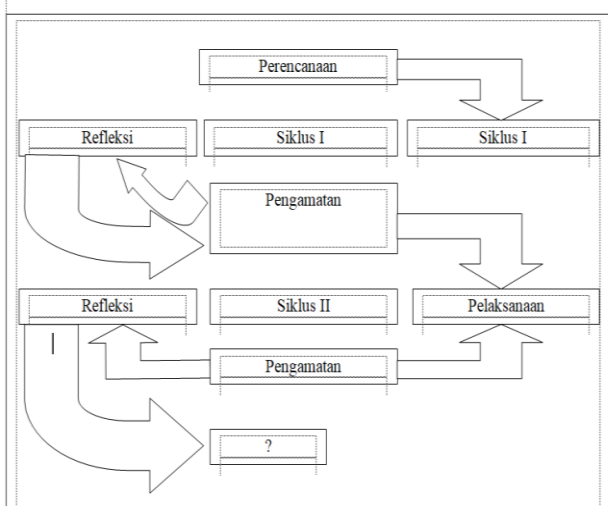 Perencanaan
Refleksi
Siklus I
Siklus I
Pengamatan
Refleksi
Siklus II
Pelaksanaan
Pengamatan
?